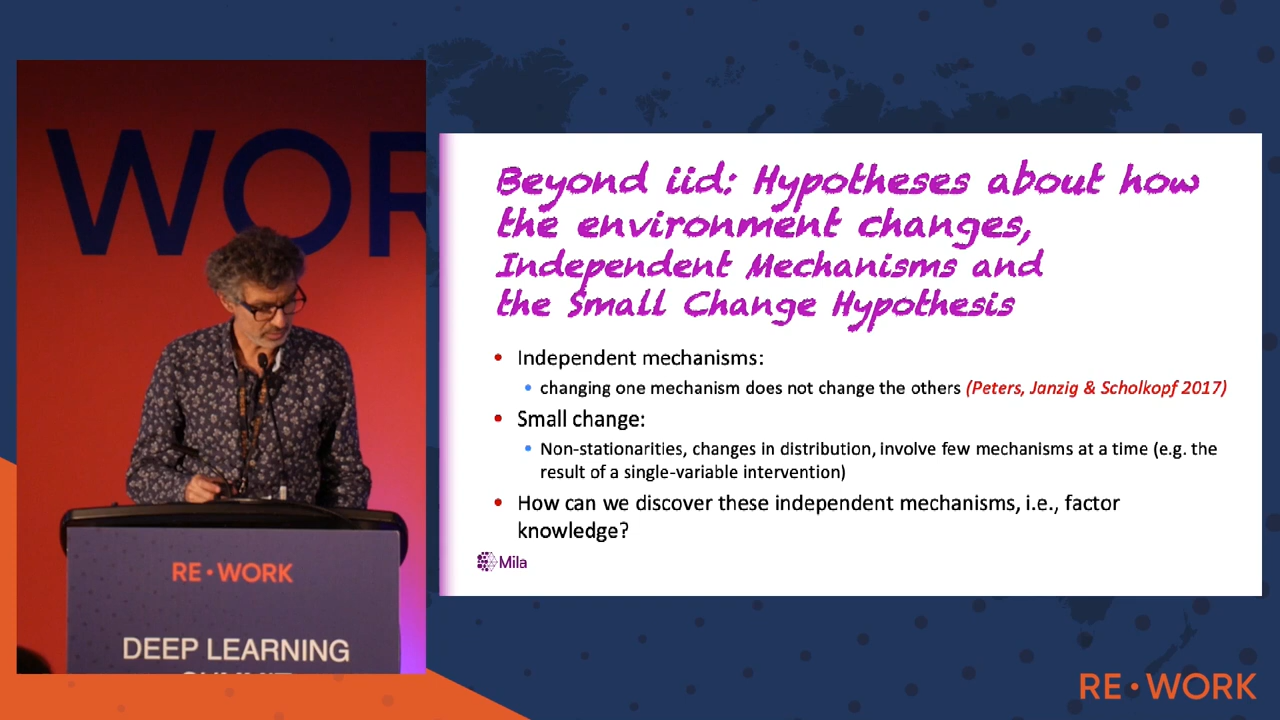 WOR
RE•WORK
DEEP LEARNING
SUMMIT
Beyond iid: Hypotheses about how
the environment changes,
Independent Mechanisms and
the Small Change Hypothesis
• Independent mechanisms:
• changing one mechanism does not change the others (Peters, Janzig & Scholkopf 2017)
• Small change:
• Non-stationarities, changes in distribution, involve few mechanisms at a time (e.g. the
result of a single-variable intervention)
• How can we discover these independent mechanisms, i.e., factor
knowledge?
Mila
RE•WORK